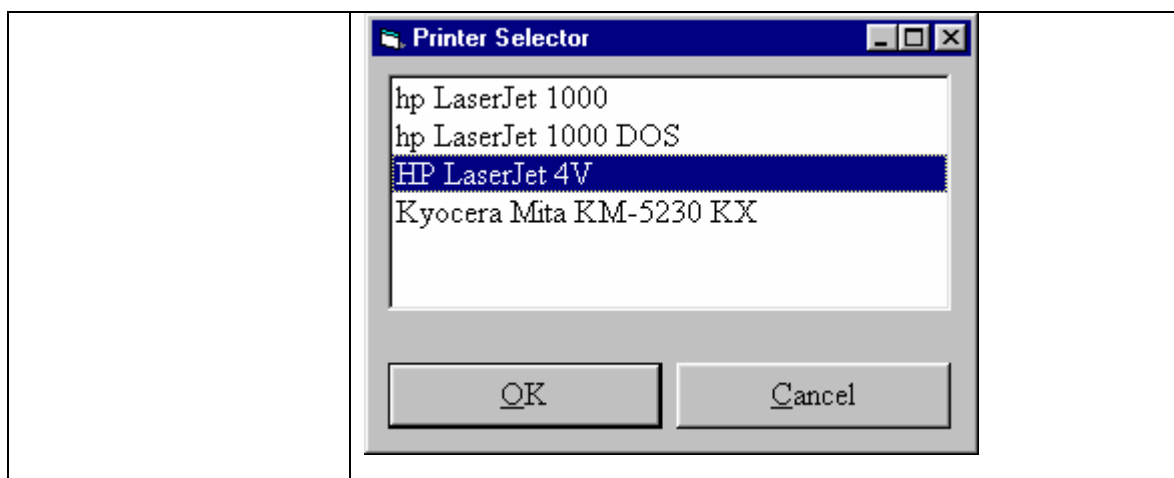 Printer Selector
hp LaserJet 1000
hp LaserJet 1000 DOS
HP LaserJet 4V
Kyocera Mita KM-5230 KX
OK Cancel